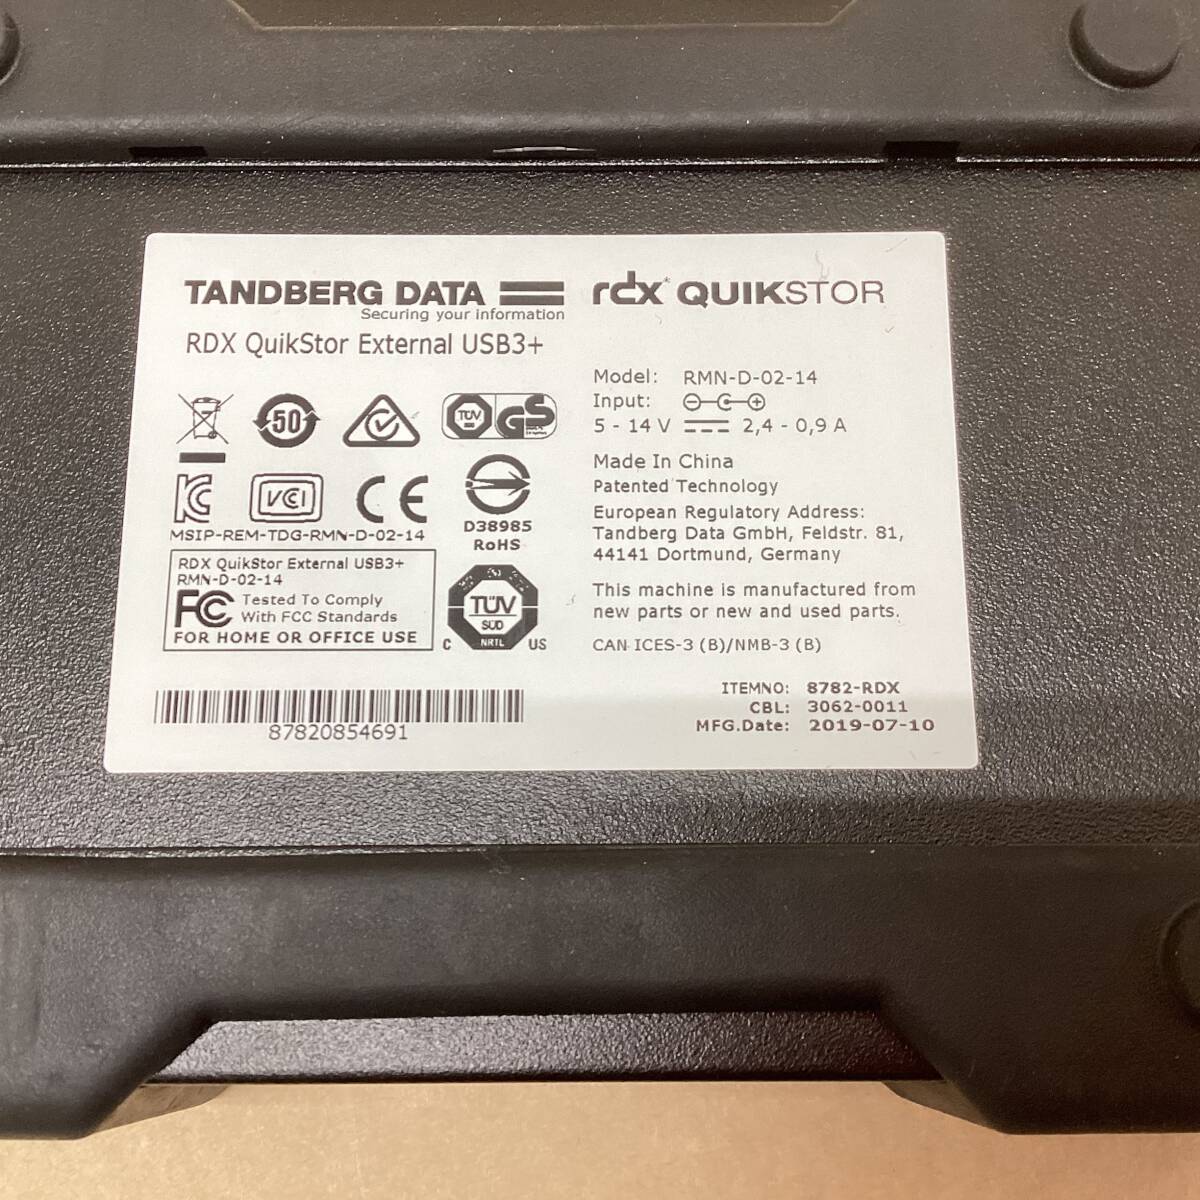 TANDBERG DATA
Securing your information
rdx QUIKSTOR
RDX QuikStor External USB3+
Model: RMN-D-02-14
Input:
5 - 14 V 2,4 - 0,9 A
50
TÜV
GS
Made In China
Patented Technology
European Regulatory Address:
Tandberg Data GmbH, Feldstr. 81,
44141 Dortmund, Germany
VCI
CE
D38985
RoHS
MSIP-REM-TDG-RMN-D-02-14
RDX QuikStor External USB3+
RMN-D-02-14
FC Tested To Comply
With FCC Standards
FOR HOME OR OFFICE USE
TÜV
SÜD
NRTL
C US
This machine is manufactured from
new parts or new and used parts.
CAN ICES-3 (B)/NMB-3 (B)
87820854691
ITEMNO: 8782-RDX
CBL: 3062-0011
MFG.Date: 2019-07-10